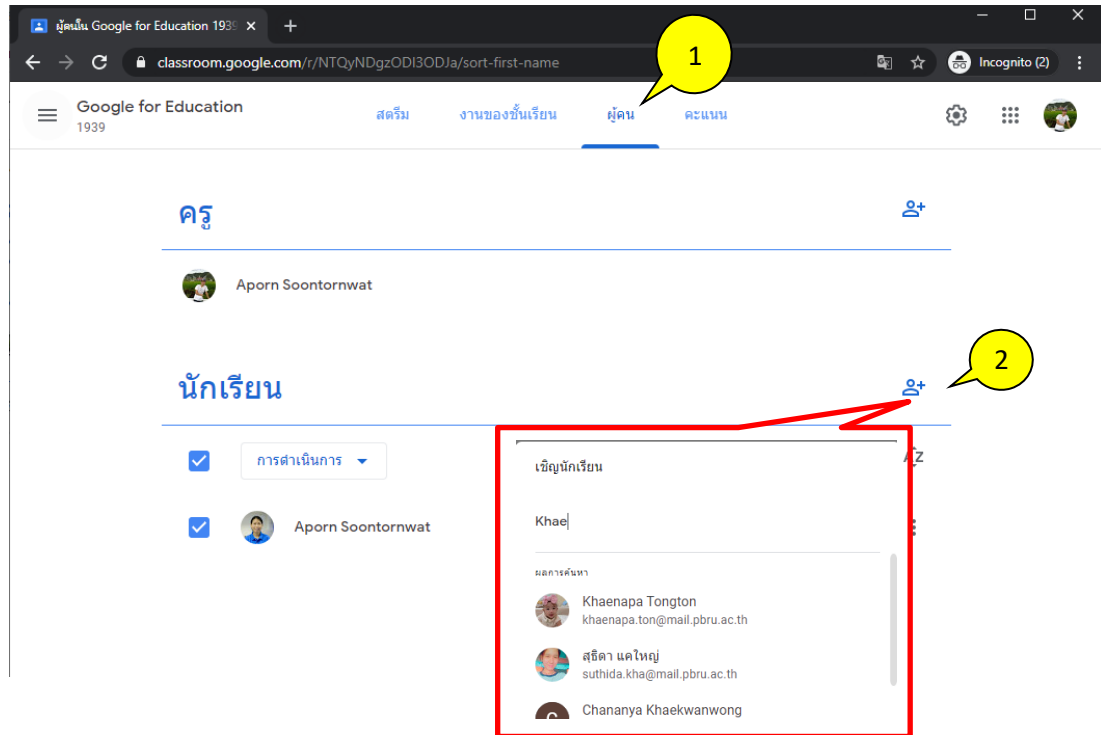 ผู้คนใน Google for Education 1939
classroom.google.com/r/NTQyNDgzODI3ODJa/sort-first-name
Incognito (2)
1
Google for Education
1939
สตรีม
งานของชั้นเรียน
ผู้คน
คะแนน
ครู
Aporn Soontornwat
2
นักเรียน
การดำเนินการ
AZ
Aporn Soontornwat
เชิญนักเรียน
Khae
ผลการค้นหา
Khaenapa Tongton
khaenapa.ton@mail.pbru.ac.th
สุธิดา แคใหญ่
suthida.kha@mail.pbru.ac.th
C
Chananya Khaekwanwong